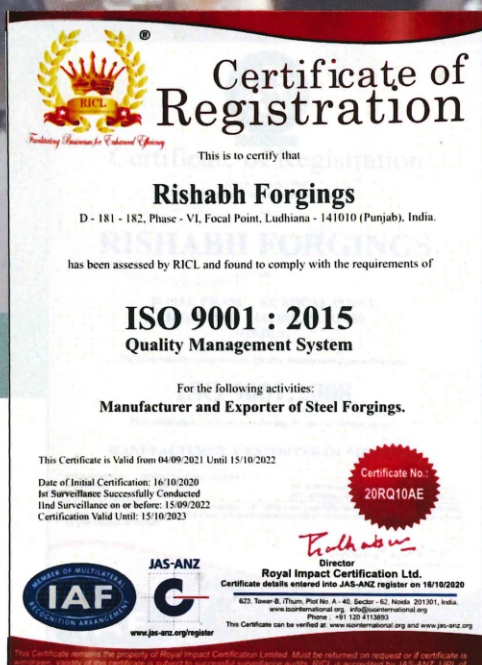 ®
RICL
Facilitating Businesses for Enhanced Efficiency
Certificate of
Registration
This is to certify that
Rishabh Forgings
D - 181 - 182, Phase - VI, Focal Point, Ludhiana - 141010 (Punjab), India.
has been assessed by RICL and found to comply with the requirements of
ISO 9001 : 2015
Quality Management System
For the following activities:
Manufacturer and Exporter of Steel Forgings.
This Certificate is Valid from 04/09/2021 Until 15/10/2022
Date of Initial Certification: 16/10/2020
Ist Surveillance Successfully Conducted
IInd Surveillance on or before: 15/09/2022
Certification Valid Until: 15/10/2023
Certificate No.:
20RQ10AE
Director
Royal Impact Certification Ltd.
Certificate details entered into JAS-ANZ register on 16/10/2020
623, Tower-B, iThum, Plot No. A - 40, Sector - 62, Noida 201301, India.
www.isointernational.org, info@isointernational.org
Phone : +91 120 4113893
This Certificate can be verified at: www.isointernational.org and www.jas-anz.org
MEMBER OF MULTILATERAL
IAF
RECOGNITION ARRANGEMENT
JAS-ANZ
C
www.jas-anz.org/register
This Certificate remains the property of Royal Impact Certification Limited. Must be returned on request or if certificate is